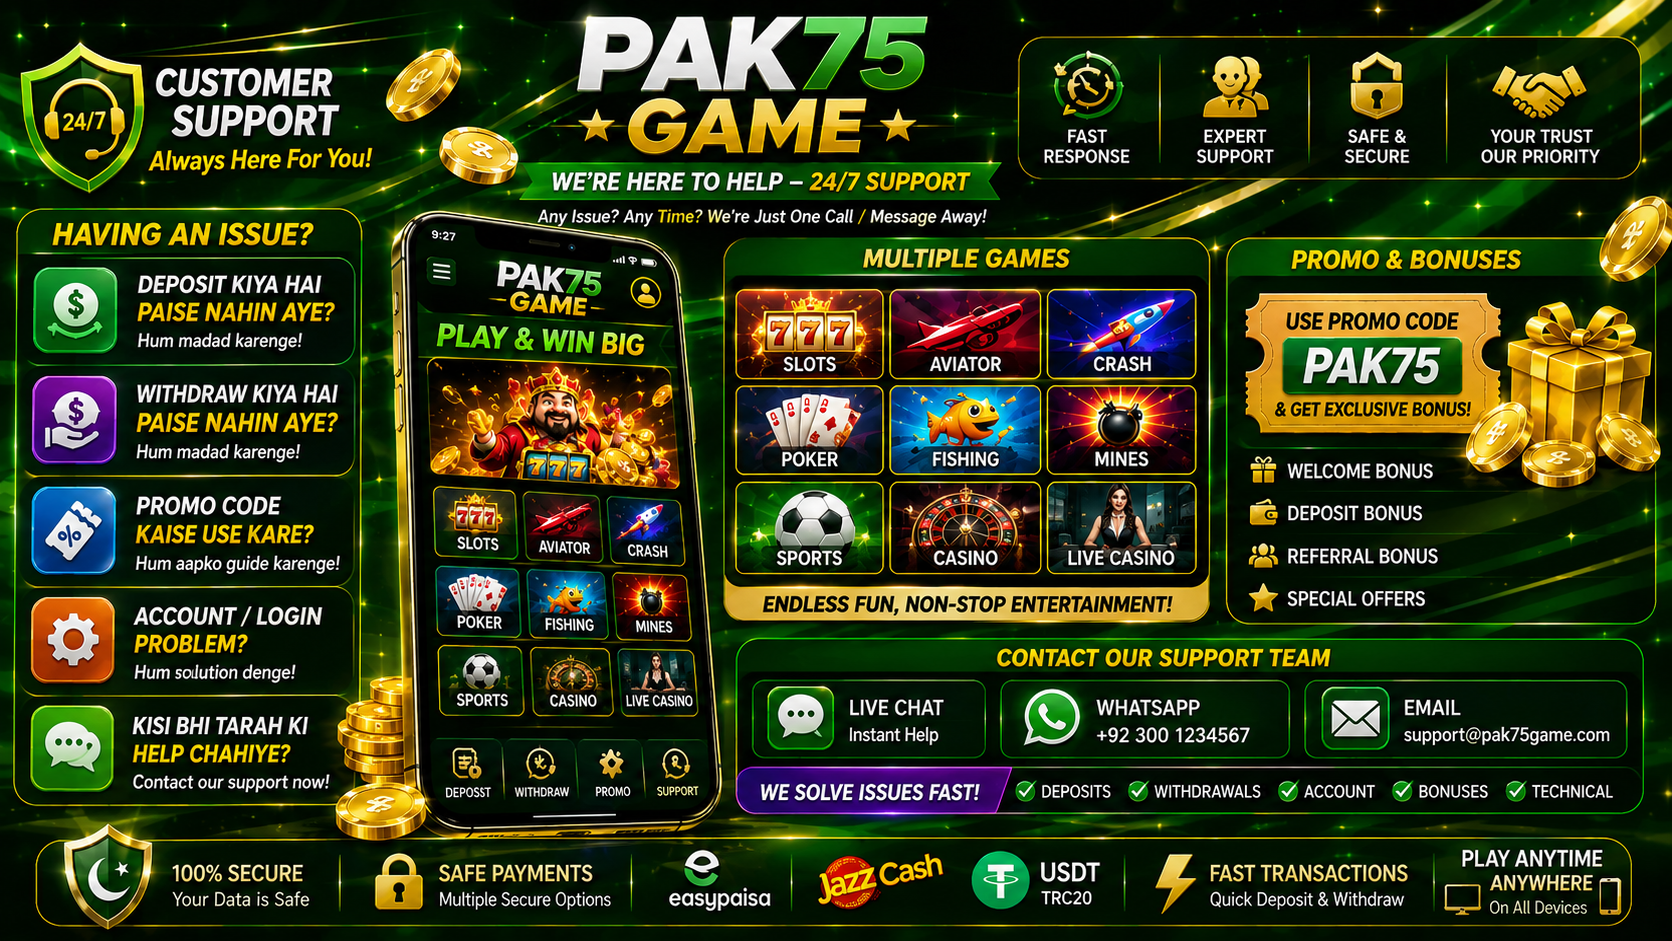 24/7
CUSTOMER
SUPPORT
Always Here For You!
PAK75
GAME
WE'RE HERE TO HELP – 24/7 SUPPORT
Any Issue? Any Time? We're Just One Call / Message Away!
FAST
RESPONSE
EXPERT
SUPPORT
SAFE &
SECURE
YOUR TRUST
OUR PRIORITY
HAVING AN ISSUE?
DEPOSIT KIYA HAI
PAISE NAHIN AYE?
Hum madad karenge!
WITHDRAW KIYA HAI
PAISE NAHIN AYE?
Hum madad karenge!
PROMO CODE
KAISE USE KARE?
Hum aapko guide karenge!
ACCOUNT / LOGIN
PROBLEM?
Hum solution denge!
KISI BHI TARAH KI
HELP CHAHIYE?
Contact our support now!
9:27
PAK75
GAME
PLAY & WIN BIG
777
777
SLOTS
AVIATOR
CRASH
POKER
FISHING
MINES
SPORTS
CASINO
LIVE CASINO
DEPOSST
WITHDRAW
PROMO
SUPPORT
MULTIPLE GAMES
777
SLOTS
AVIATOR
CRASH
POKER
FISHING
MINES
SPORTS
CASINO
LIVE CASINO
ENDLESS FUN, NON-STOP ENTERTAINMENT!
PROMO & BONUSES
USE PROMO CODE
PAK75
& GET EXCLUSIVE BONUS!
WELCOME BONUS
DEPOSIT BONUS
REFERRAL BONUS
SPECIAL OFFERS
CONTACT OUR SUPPORT TEAM
LIVE CHAT
Instant Help
WHATSAPP
+92 300 1234567
EMAIL
support@pak75game.com
WE SOLVE ISSUES FAST!
DEPOSITS
WITHDRAWALS
ACCOUNT
BONUSES
TECHNICAL
100% SECURE
Your Data is Safe
SAFE PAYMENTS
Multiple Secure Options
easypaisa
JazzCash
USDT
TRC20
FAST TRANSACTIONS
Quick Deposit & Withdraw
PLAY ANYTIME
ANYWHERE
On All Devices